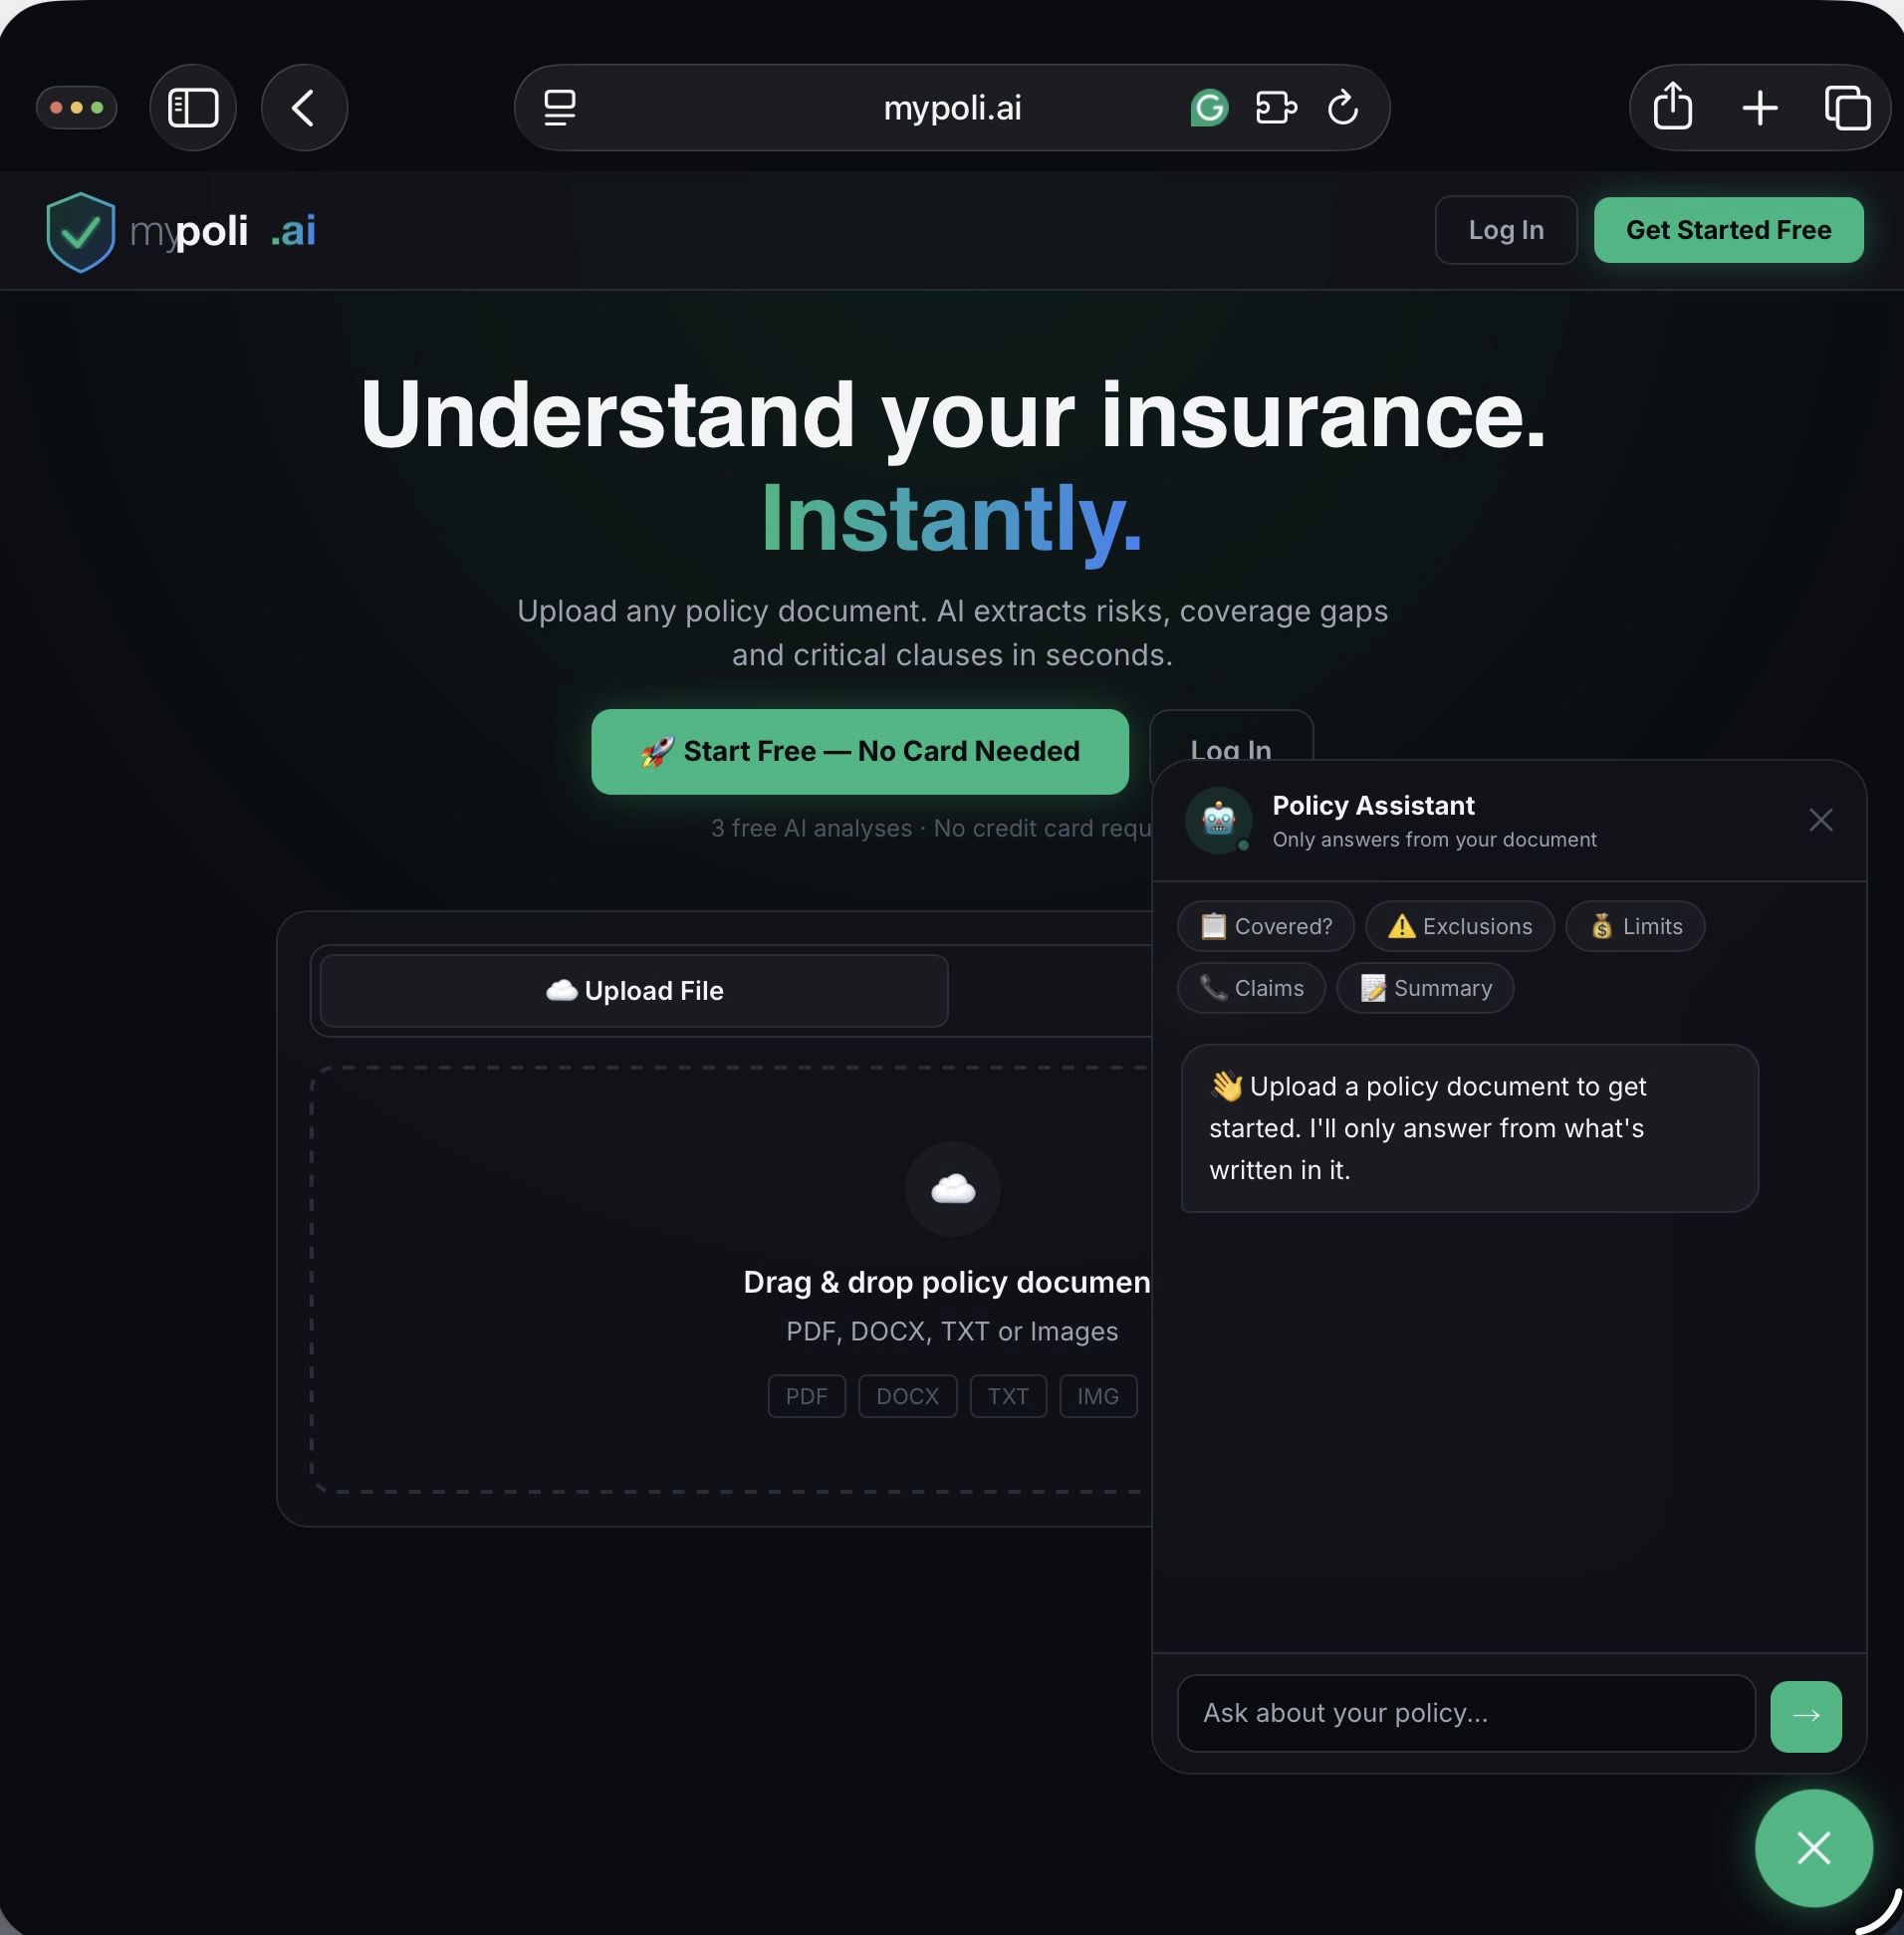 mypoli.ai
mypoli .ai
Log In
Get Started Free
Understand your insurance.
Instantly.
Upload any policy document. AI extracts risks, coverage gaps
and critical clauses in seconds.
🚀 Start Free — No Card Needed
Log In
3 free AI analyses · No credit card requ
☁️ Upload File
Drag & drop policy documen
PDF, DOCX, TXT or Images
PDF DOCX TXT IMG
Policy Assistant
Only answers from your document
📋 Covered? ⚠️ Exclusions 💰 Limits
📞 Claims 📝 Summary
👋 Upload a policy document to get
started. I'll only answer from what's
written in it.
Ask about your policy...